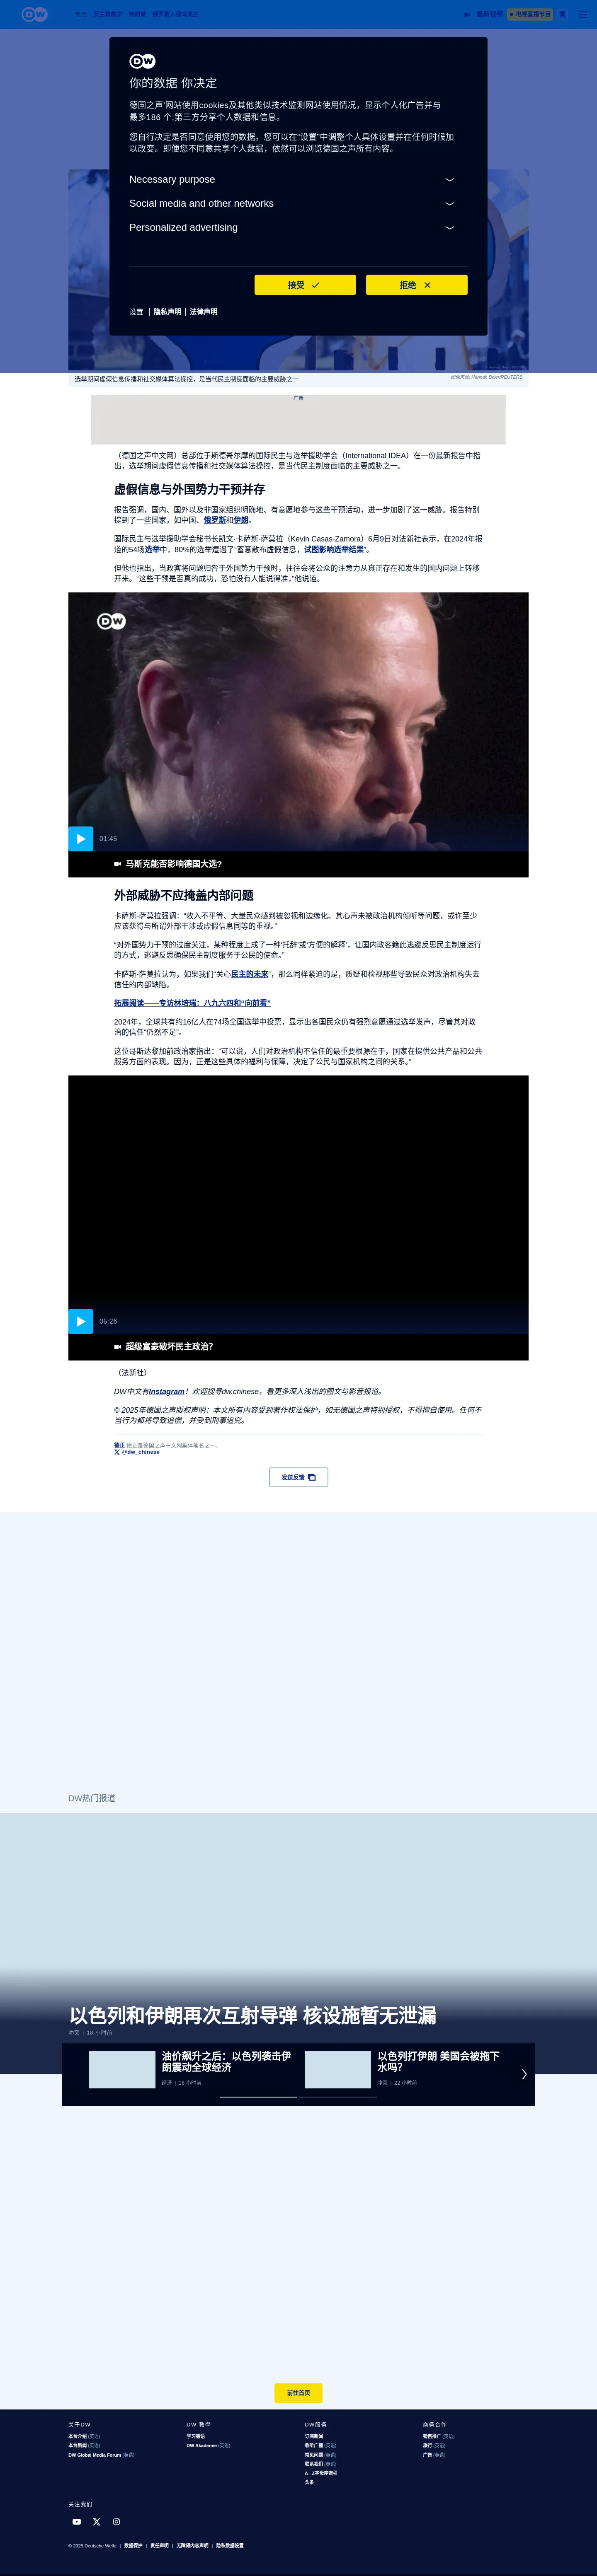 DW
最新视频
电视直播节目
DW
你的数据 你决定
德国之声‘网站使用cookies及其他类似技术监测网站使用情况，显示个人化广告并与
最多186 个;第三方分享个人数据和信息。
您自行决定是否同意使用您的数据。您可以在“设置”中调整个人具体设置并在任何时候加
以改变。即便您不同意共享个人数据，依然可以浏览德国之声所有内容。
Necessary purpose
Social media and other networks
Personalized advertising
接受
拒绝
设置 | 隐私声明 | 法律声明
选举期间虚假信息传播和社交媒体算法操控，是当代民主制度面临的主要威胁之一
图像来源: Hannah Beier/REUTERS
广告
（德国之声中文网）总部位于斯德哥尔摩的国际民主与选举援助学会（International IDEA）在一份最新报告中指
出，选举期间虚假信息传播和社交媒体算法操控，是当代民主制度面临的主要威胁之一。
虚假信息与外国势力干预并存
报告强调，国内、国外以及非国家组织明确地、有意愿地参与这些干预活动，进一步加剧了这一威胁。报告特别
提到了一些国家，如中国、俄罗斯和伊朗。
国际民主与选举援助学会秘书长凯文·卡萨斯-萨莫拉（Kevin Casas-Zamora）6月9日对法新社表示，在2024年报
道的54场选举中，80%的选举遭遇了“蓄意散布虚假信息，试图影响选举结果”。
但他也指出，当政客将问题归咎于外国势力干预时，往往会将公众的注意力从真正存在和发生的国内问题上转移
开来。“这些干预是否真的成功，恐怕没有人能说得准，”他说道。
DW
01:45
马斯克能否影响德国大选?
外部威胁不应掩盖内部问题
卡萨斯-萨莫拉强调：“收入不平等、大量民众感到被忽视和边缘化、其心声未被政治机构倾听等问题，或许至少
应该获得与所谓外部干涉或虚假信息同等的重视。”
“对外国势力干预的过度关注，某种程度上成了一种‘托辞’或‘方便的解释’，让国内政客藉此逃避反思民主制度运行
的方式，逃避反思确保民主制度服务于公民的使命。”
卡萨斯-萨莫拉认为，如果我们“关心民主的未来”，那么同样紧迫的是，质疑和检视那些导致民众对政治机构失去
信任的内部缺陷。
拓展阅读——专访林培瑞：八九六四和“向前看”
2024年，全球共有约16亿人在74场全国选举中投票，显示出各国民众仍有强烈意愿通过选举发声，尽管其对政
治的信任“仍然不足”。
这位哥斯达黎加前政治家指出：“可以说，人们对政治机构不信任的最重要根源在于，国家在提供公共产品和公共
服务方面的表现。因为，正是这些具体的福利与保障，决定了公民与国家机构之间的关系。”
05:26
超级富豪破坏民主政治？
（法新社）
DW中文有Instagram！欢迎搜寻dw.chinese，看更多深入浅出的图文与影音报道。
© 2025年德国之声版权声明：本文所有内容受到著作权法保护，如无德国之声特别授权，不得擅自使用。任何不
当行为都将导致追偿，并受到刑事追究。
德正 德正是德国之声中文网集体笔名之一。
@dw_chinese
发送反馈
DW热门报道
以色列和伊朗再次互射导弹 核设施暂无泄漏
冲突 | 18 小时前
油价飙升之后：以色列袭击伊
朗震动全球经济
经济 | 18 小时前
以色列打伊朗 美国会被拖下
水吗？
冲突 | 22 小时前
前往首页
关于DW
本台介绍 (英语)
本台新闻 (英语)
DW Global Media Forum (英语)
DW 教學
学习德语
DW Akademie (英语)
DW服务
订阅新闻
收听广播 (英语)
常见问题 (英语)
联系我们 (英语)
A - Z字母序索引
头条
商务合作
销售推广 (英语)
旅行 (英语)
广告 (英语)
关注我们
© 2025 Deutsche Welle | 数据保护 | 责任声明 | 无障碍内容声明 | 隐私数据设置